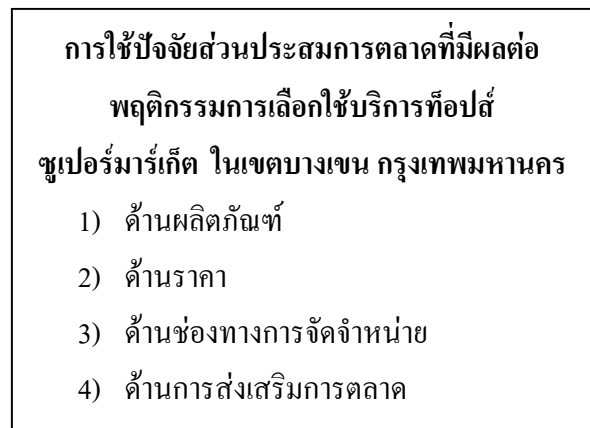 การใช้ปัจจัยส่วนประสมการตลาดที่มีผลต่อ
พฤติกรรมการเลือกใช้บริการท็อปส์
ซูเปอร์มาร์เก็ต ในเขตบางเขน กรุงเทพมหานคร
1) ด้านผลิตภัณฑ์
2) ด้านราคา
3) ด้านช่องทางการจัดจำหน่าย
4) ด้านการส่งเสริมการตลาด